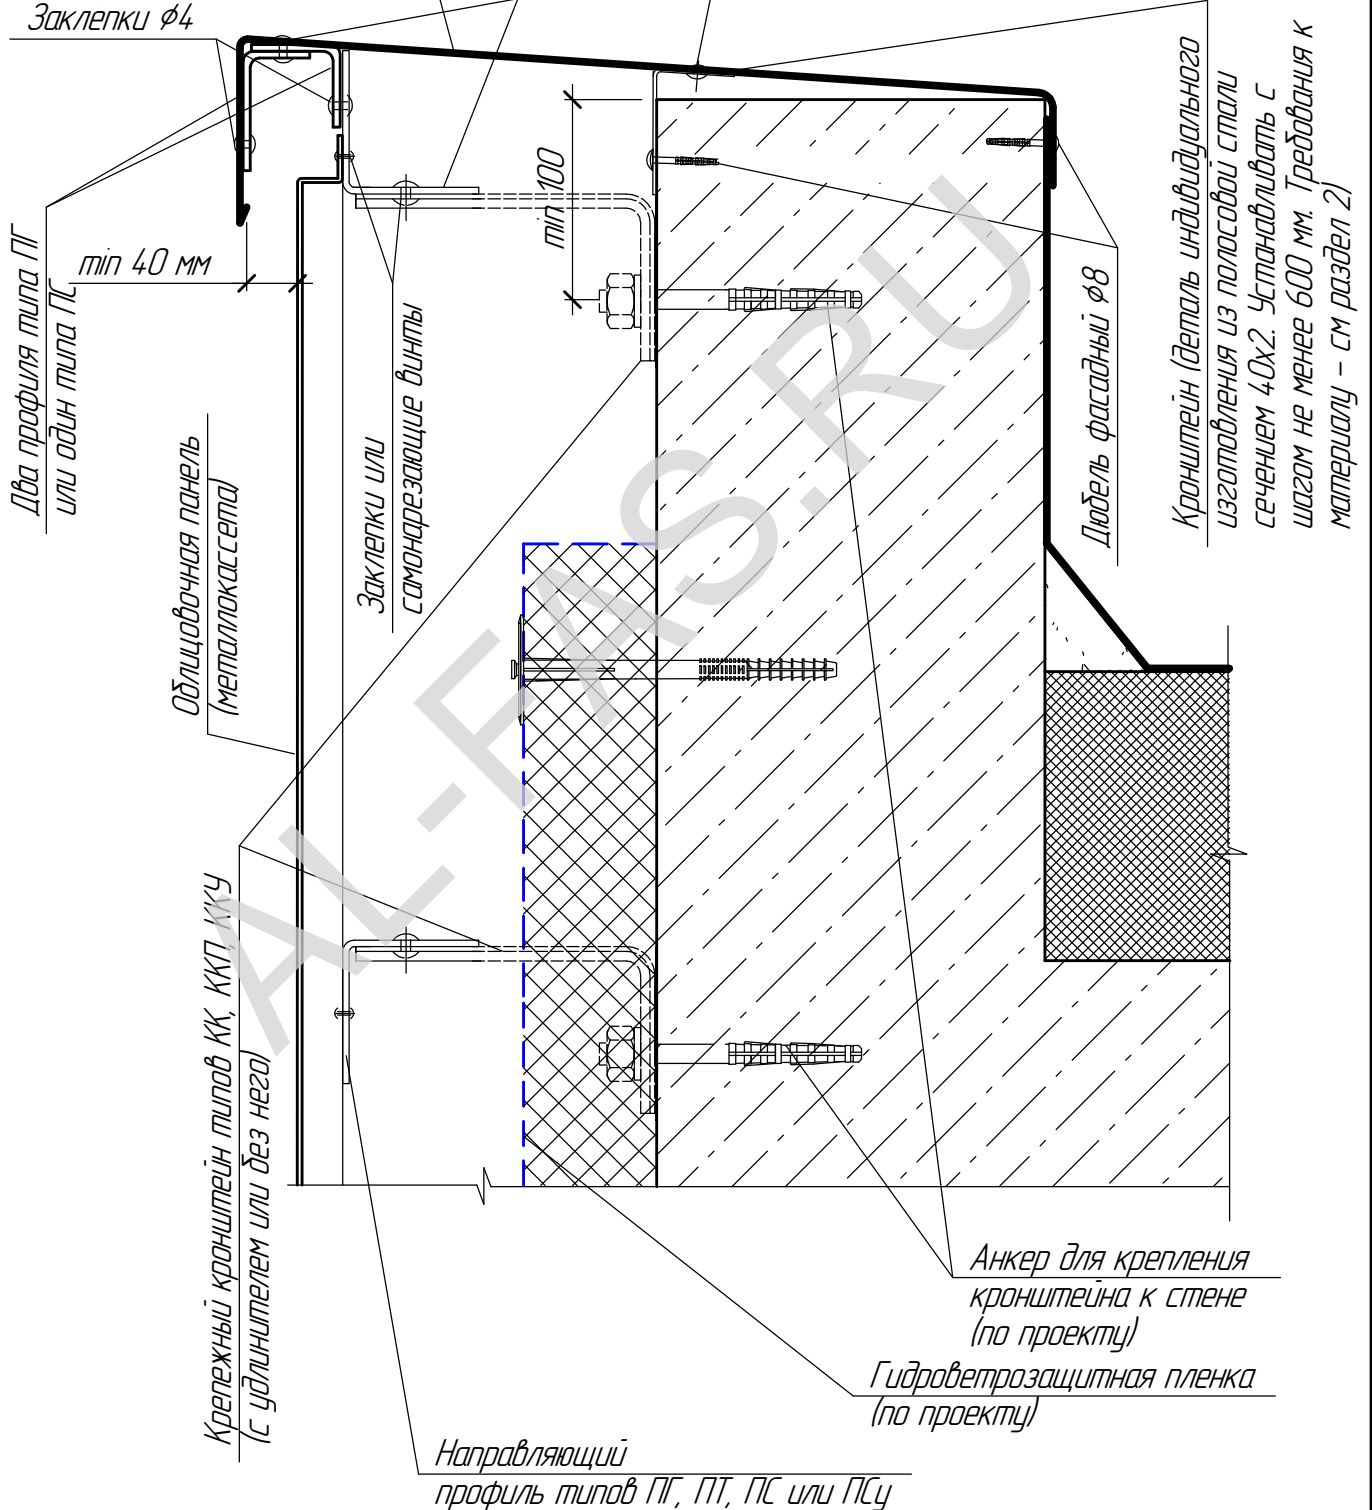 Заклепки ϕ4
Два профиля типа ПГ
или один типа ПС
min 40 мм
Облицовочная панель
(металлокассета)
Заклепки или
самонарезающие винты
min 100
Дюбель фасадный ϕ8
Кронштейн (деталь индивидуального
изготовления из полосовой стали
сечением 40х2. Устанавливать с
шагом не менее 600 мм. Требования к
материалу - см раздел 2)
Крепежный кронштейн типов КК, ККП, ККУ
(с удлинителем или без него)
Анкер для крепления
кронштейна к стене
(по проекту)
Гидроветрозащитная пленка
(по проекту)
Направляющий
профиль типов ПГ, ПТ, ПС или ПСу
AL-FAS.RU